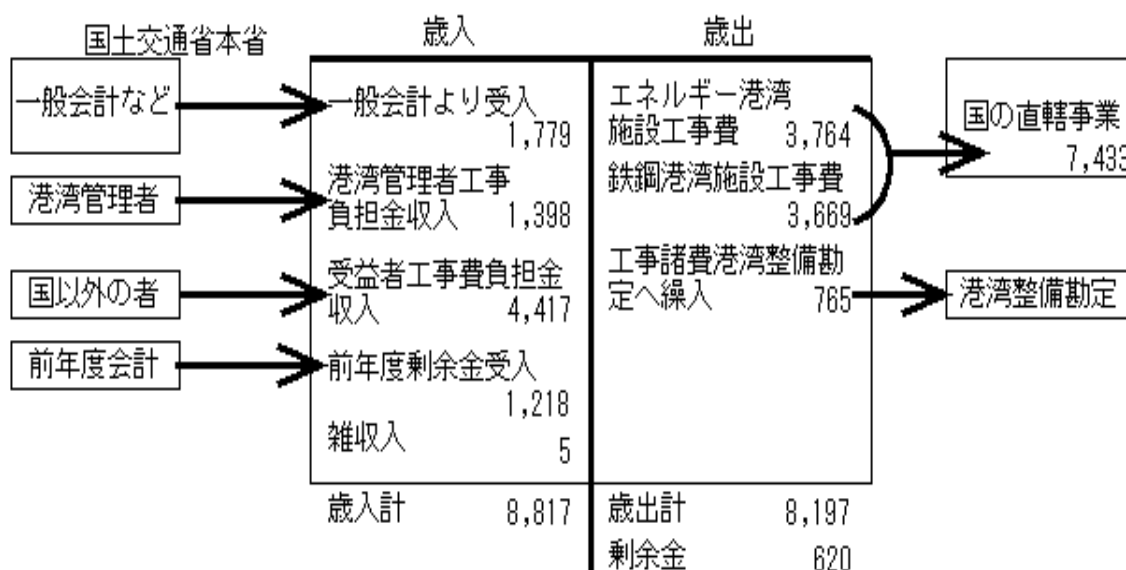 歳入
歳出
国土交通省本省
一般会計など
港湾管理者
国以外の者
前年度会計
一般会計より受入
1,779
港湾管理者工事
負担金収入 1,398
受益者工事費負担金
収入 4,417
前年度剰余金受入
1,218
雑収入
5
歳入計 8,817
エネルギー港湾
施設工事費 3,764
鉄鋼港湾施設工事費
3,669
工事諸費港湾整備勘
定へ繰入 765
歳出計 8,197
剰余金 620
国の直轄事業
7,433
港湾整備勘定